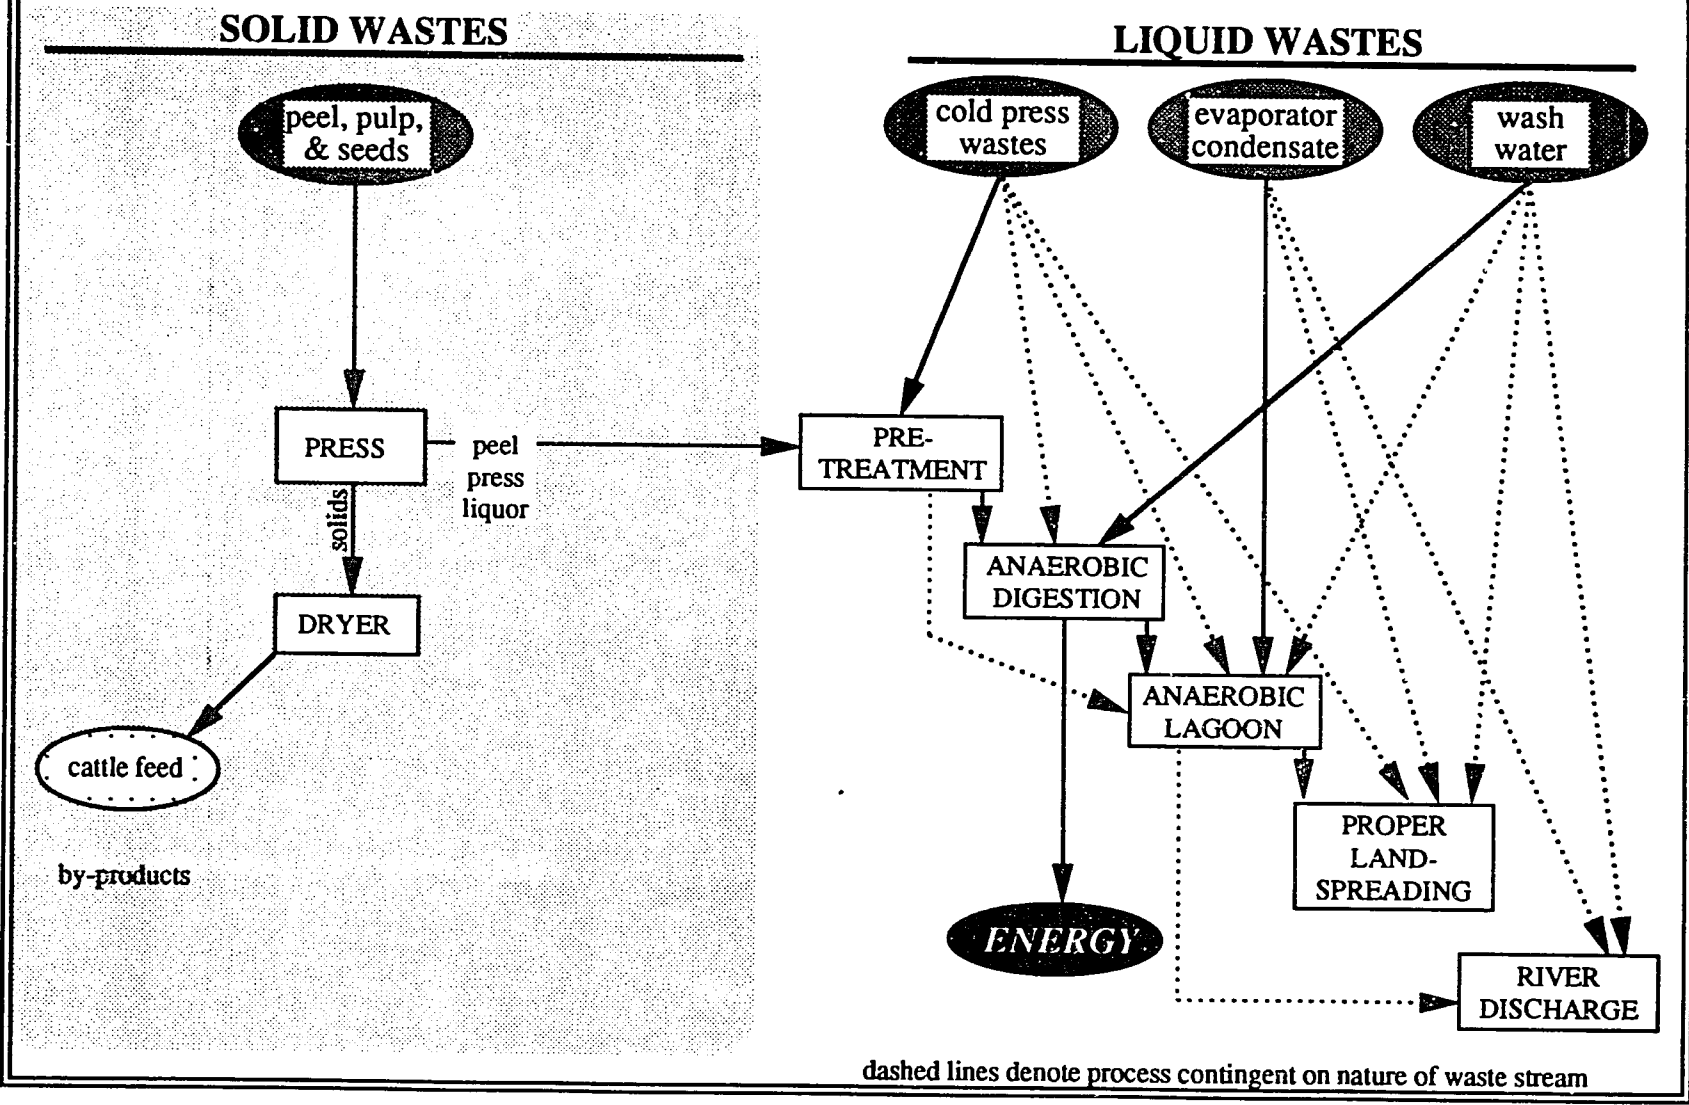 SOLID WASTES
peel, pulp,
& seeds
PRESS
peel
press
liquor
solids
DRYER
cattle feed
by-products
LIQUID WASTES
cold press
wastes
evaporator
condensate
wash
water
PRE-
TREATMENT
ANAEROBIC
DIGESTION
ANAEROBIC
LAGOON
PROPER
LAND-
SPREADING
ENERGY
RIVER
DISCHARGE
dashed lines denote process contingent on nature of waste stream